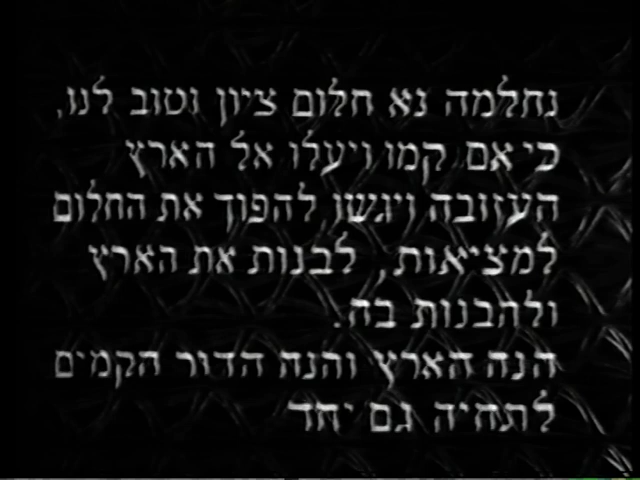 נחלמה נא חלום ציון וטוב לנו,
כי אם קמו ויעלו אל הארץ
העזובה ויגשו להפוך את החלום
למציאות, לבנות את הארץ
ולהבנות בה.
הנה הארץ והנה הדור הקמים
לתחיה גם יחד